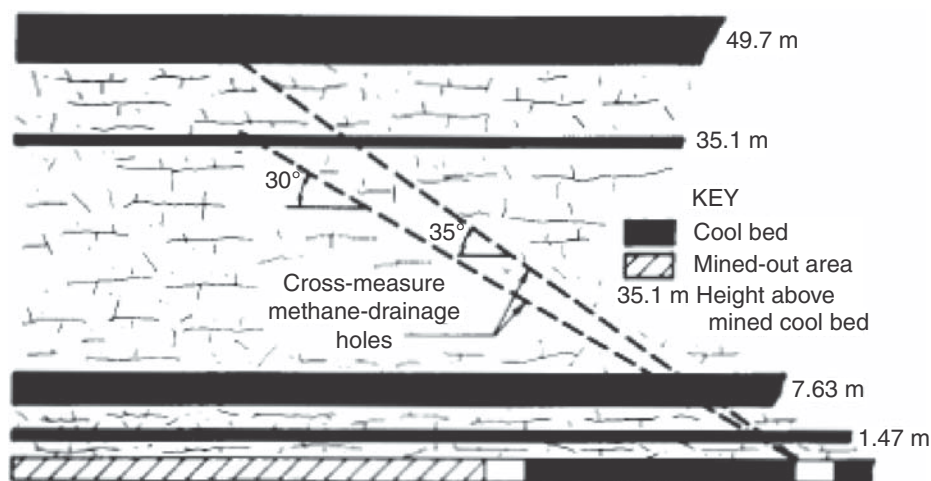 49.7 m
35.1 m
30°
35°
KEY
Cool bed
Mined-out area
35.1 m Height above
mined cool bed
Cross-measure
methane-drainage
holes
7.63 m
1.47 m